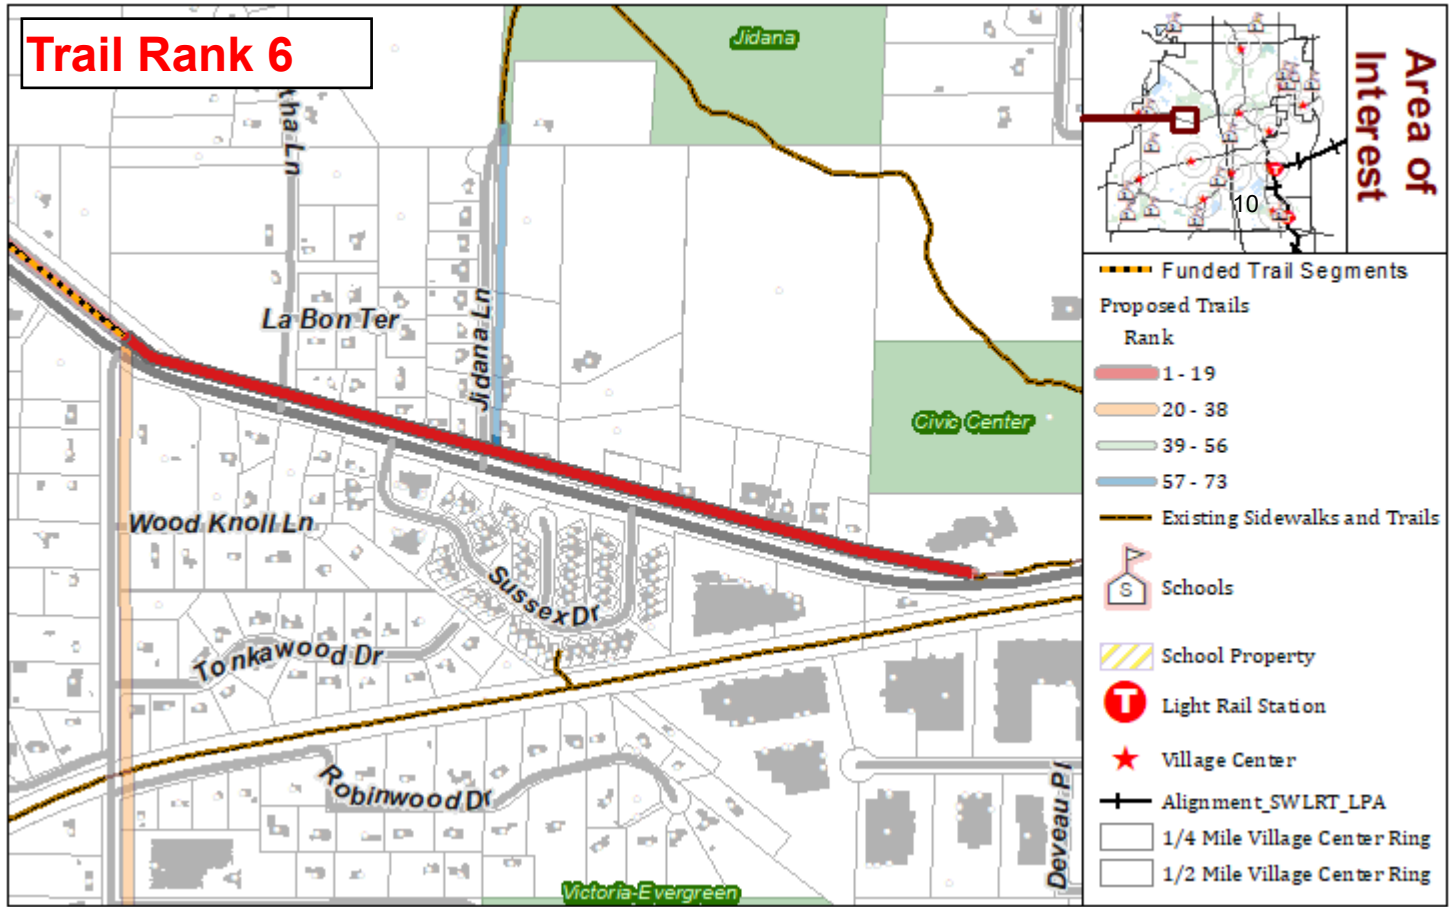 Trail Rank 6
Jidana
tha Ln
La Bon Ter
Jidana Ln
Civic Center
Wood Knoll Ln
Sussex Dr
Tonkawood Dr
Robinwood Dr
Deveau Pl
Victoria-Evergreen
10
Area of
Interest
Funded Trail Segments
Proposed Trails
Rank
1 - 19
20 - 38
39 - 56
57 - 73
Existing Sidewalks and Trails
S
Schools
School Property
T
Light Rail Station
Village Center
Alignment_SWLRT_LPA
1/4 Mile Village Center Ring
1/2 Mile Village Center Ring